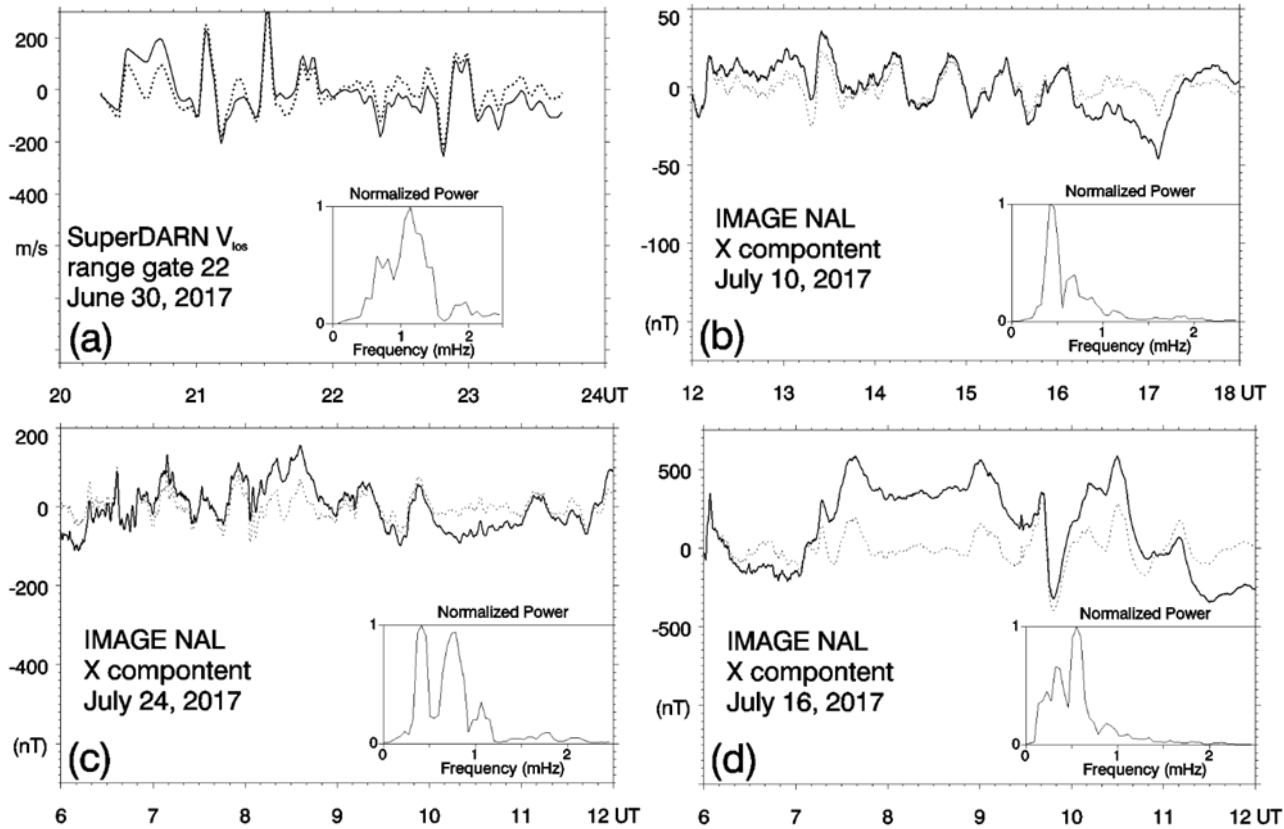 200
0
-200
-400
m/s
SuperDARN Vlos
range gate 22
June 30, 2017
(a)
Normalized Power
1
0
0 1 2
Frequency (mHz)
20 21 22 23 24UT
50
0
-50
-100
(nT)
IMAGE NAL
X compontent
July 10, 2017
(b)
Normalized Power
1
0
0 1 2
Frequency (mHz)
12 13 14 15 16 17 18 UT
200
0
-200
-400
(nT)
IMAGE NAL
X compontent
July 24, 2017
(c)
Normalized Power
1
0
0 1 2
Frequency (mHz)
6 7 8 9 10 11 12 UT
500
0
-500
(nT)
IMAGE NAL
X compontent
July 16, 2017
(d)
Normalized Power
1
0
0 1 2
Frequency (mHz)
6 7 8 9 10 11 12 UT